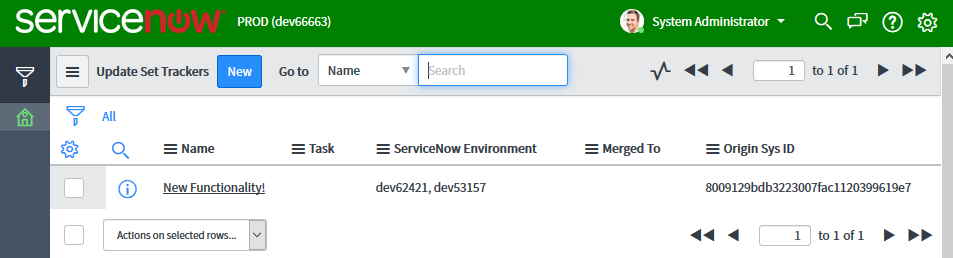 servicenow PROD (dev66663) System Administrator
Update Set Trackers New Go to Name Search 1 to 1 of 1
All
Name Task ServiceNow Environment Merged To Origin Sys ID
New Functionality! dev62421, dev53157 8009129bdb3223007fac1120399619e7
Actions on selected rows... 1 to 1 of 1